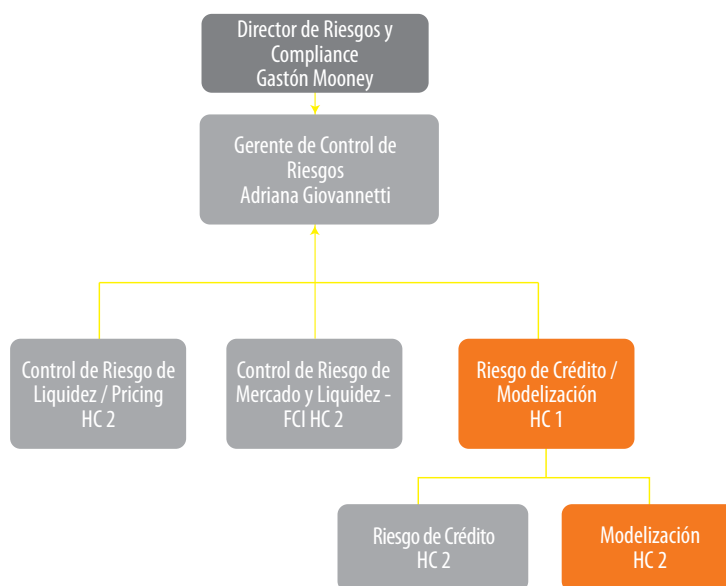 Director de Riesgos y
Compliance
Gastón Mooney
Gerente de Control de
Riesgos
Adriana Giovannetti
Control de Riesgo de
Liquidez / Pricing
HC 2
Control de Riesgo de
Mercado y Liquidez -
FCI HC 2
Riesgo de Crédito /
Modelización
HC 1
Riesgo de Crédito
HC 2
Modelización
HC 2